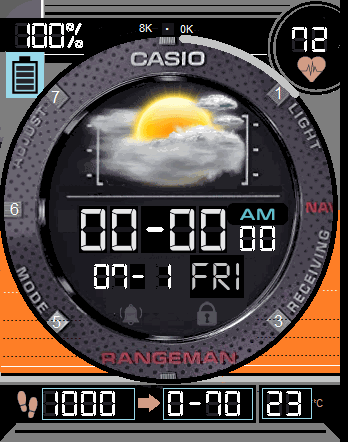 100%
8K - 0K
72
CASIO
7
1
ADJUST
LIGHT
6
NAV
AM
00-00 00
07- 1 FRI
MODE
5
3
RECEIVING
RANGEMAN
1000
0-70
23 °C